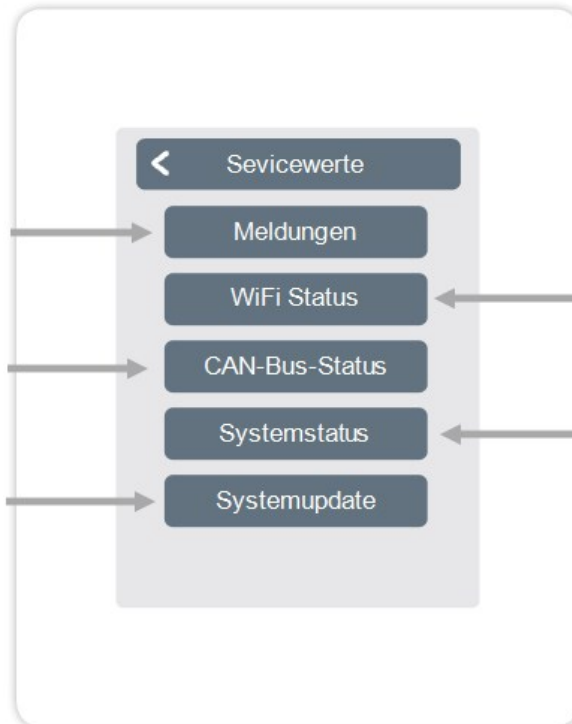 Sevicewerte
Meldungen
WiFi Status
CAN-Bus-Status
Systemstatus
Systemupdate